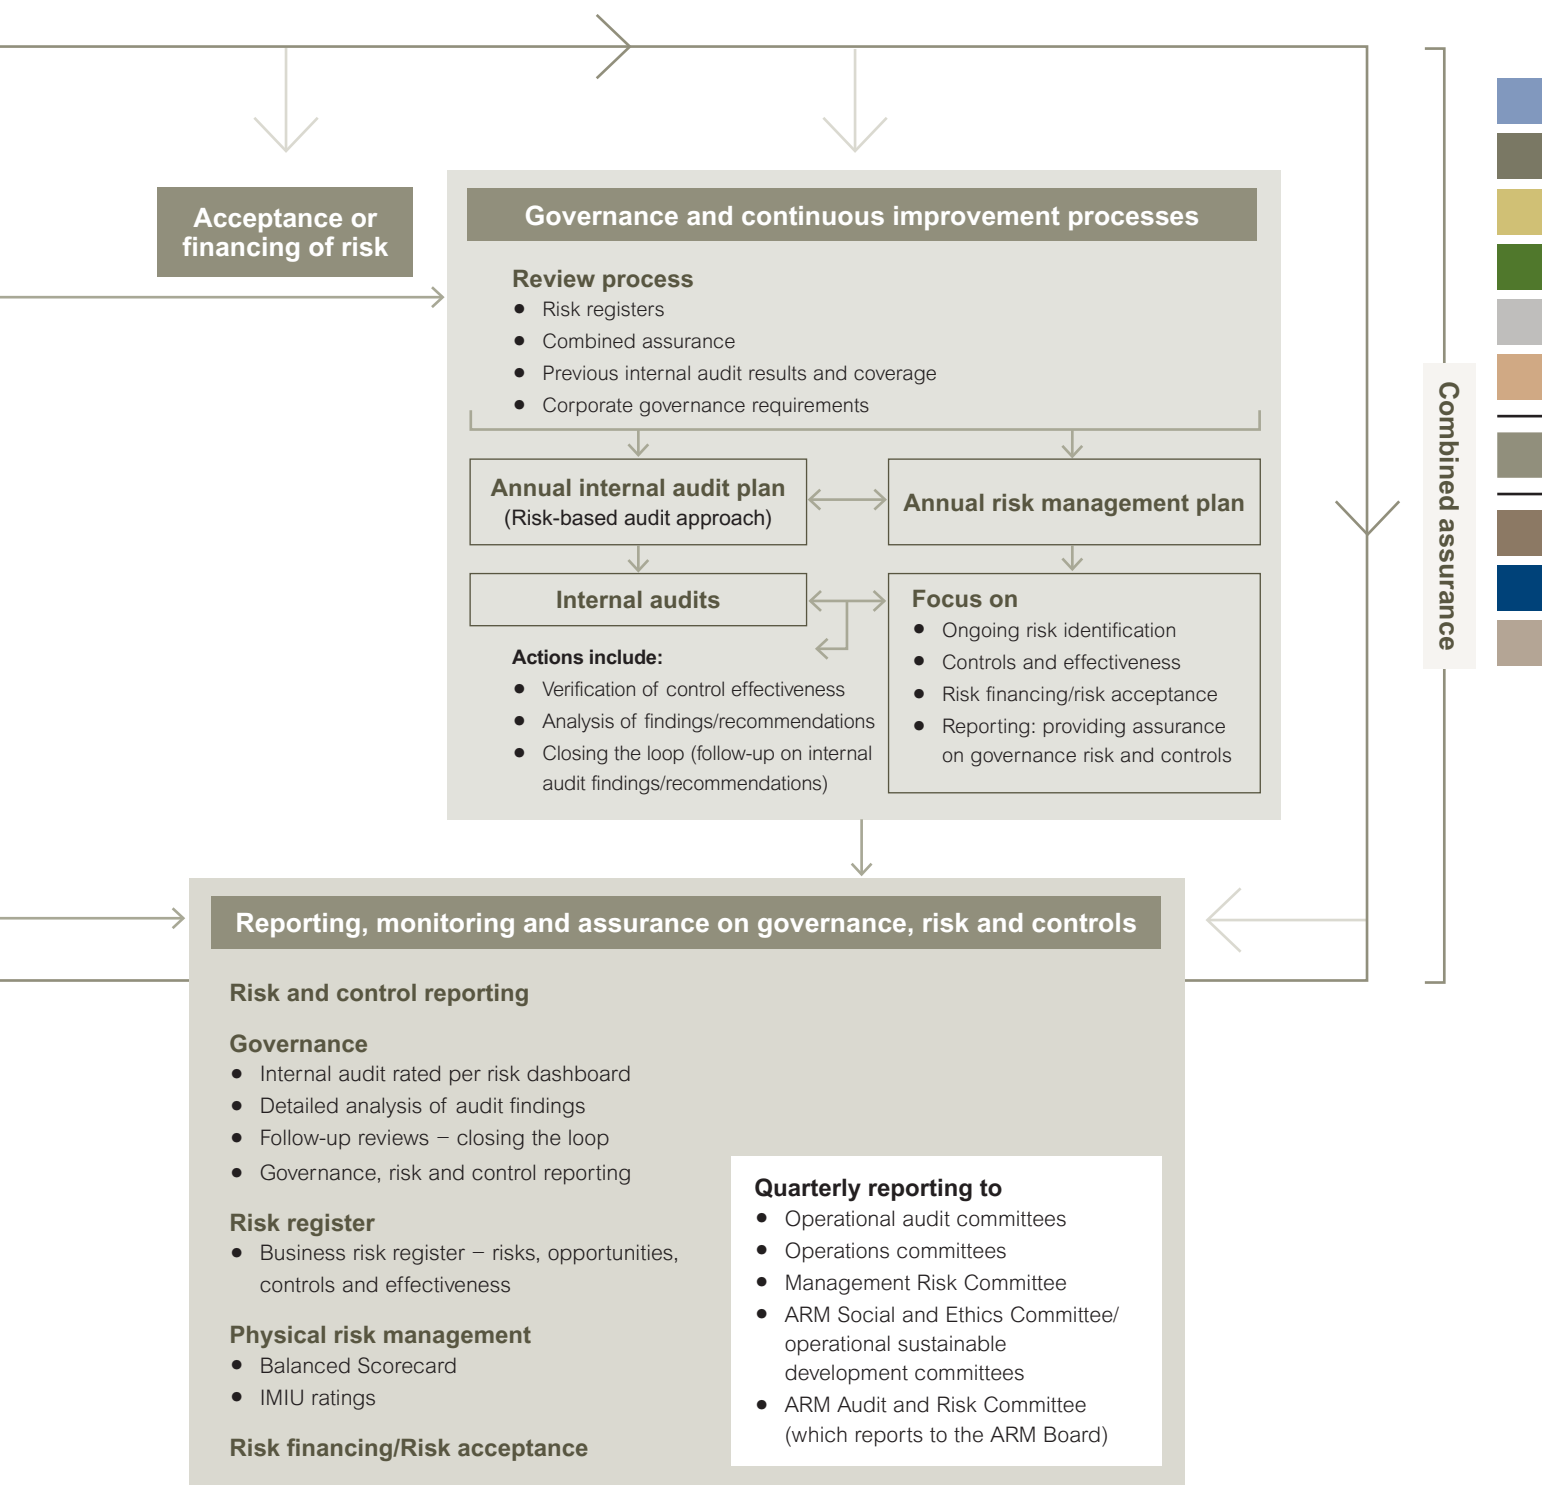 Acceptance or
financing of risk
Governance and continuous improvement processes
Review process
• Risk registers
• Combined assurance
• Previous internal audit results and coverage
• Corporate governance requirements
Annual internal audit plan
(Risk-based audit approach)
Annual risk management plan
Internal audits
Actions include:
• Verification of control effectiveness
• Analysis of findings/recommendations
• Closing the loop (follow-up on internal
audit findings/recommendations)
Focus on
• Ongoing risk identification
• Controls and effectiveness
• Risk financing/risk acceptance
• Reporting: providing assurance
on governance risk and controls
Combined assurance
Reporting, monitoring and assurance on governance, risk and controls
Risk and control reporting
Governance
• Internal audit rated per risk dashboard
• Detailed analysis of audit findings
• Follow-up reviews – closing the loop
• Governance, risk and control reporting
Risk register
• Business risk register – risks, opportunities,
controls and effectiveness
Physical risk management
• Balanced Scorecard
• IMIU ratings
Risk financing/Risk acceptance
Quarterly reporting to
• Operational audit committees
• Operations committees
• Management Risk Committee
• ARM Social and Ethics Committee/
operational sustainable
development committees
• ARM Audit and Risk Committee
(which reports to the ARM Board)